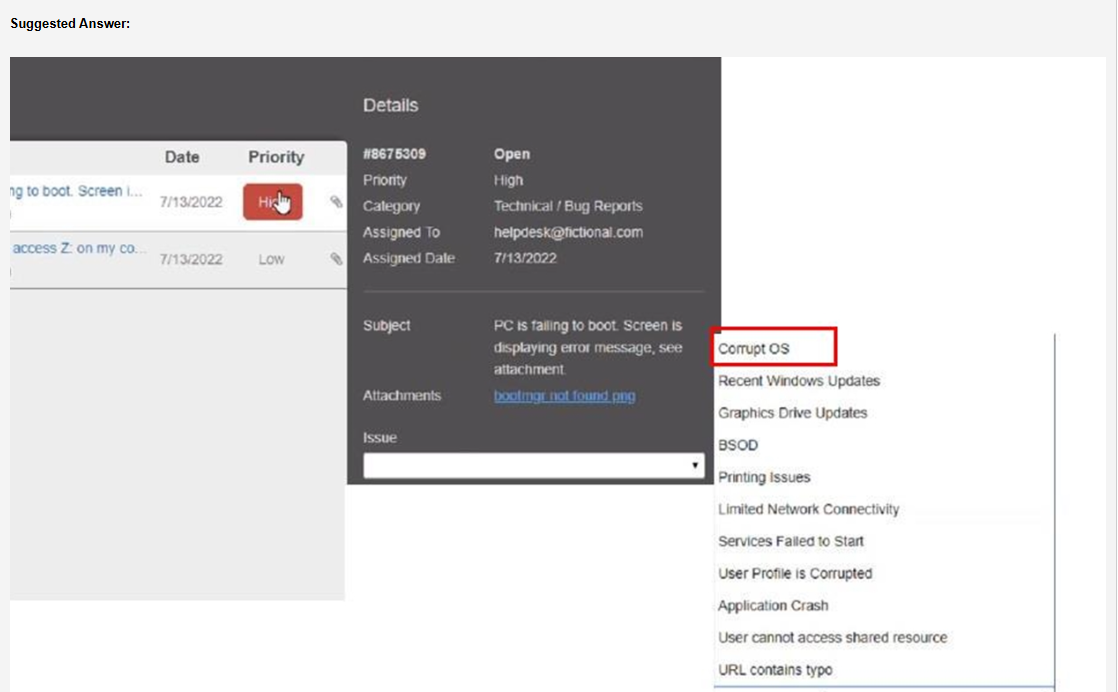 Suggested Answer:
Details
Date Priority
#8675309 Open
Priority High
Category Technical / Bug Reports
Assigned To helpdesk@fictional.com
Assigned Date 7/13/2022
to boot. Screen i...
7/13/2022
access Z: on my co...
7/13/2022 Low
Subject PC is failing to boot. Screen is
displaying error message, see
attachment.
Attachments bootmgr not found.png
Issue
Corrupt OS
Recent Windows Updates
Graphics Drive Updates
BSOD
Printing Issues
Limited Network Connectivity
Services Failed to Start
User Profile is Corrupted
Application Crash
User cannot access shared resource
URL contains typo